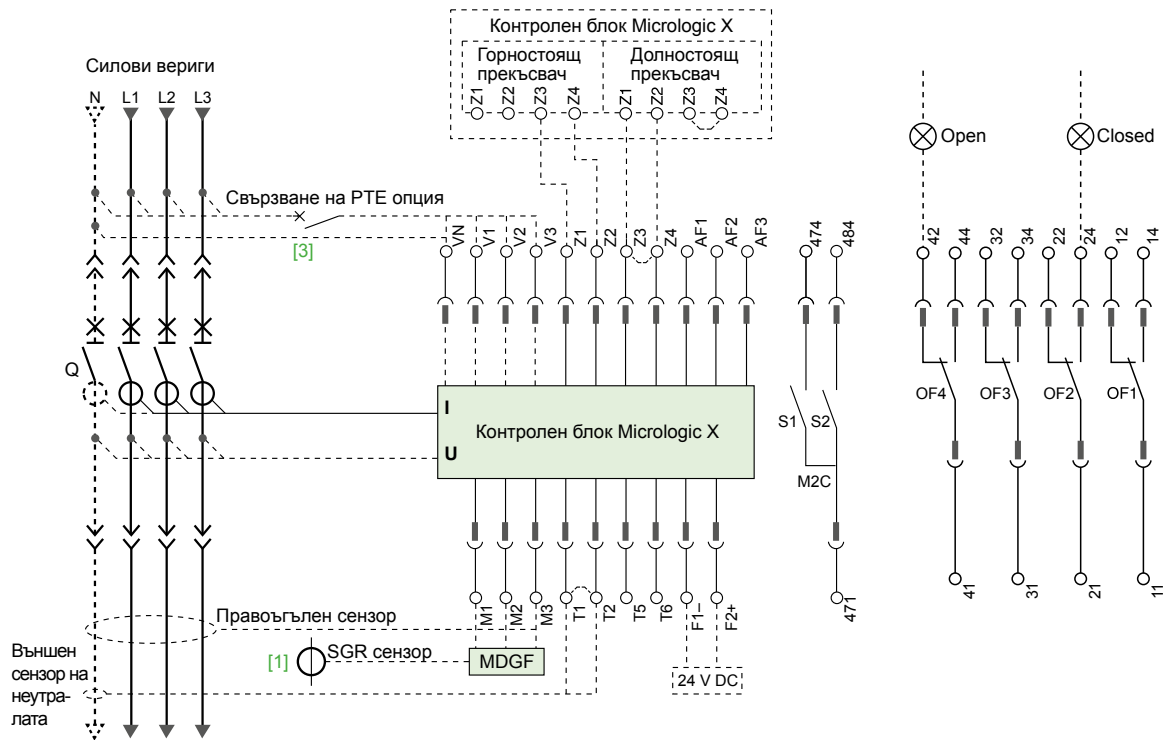 Контролен блок Micrologic X
Горностоящ
прекъсвач
Долностоящ
прекъсвач
Z1 Z2 Z3 Z4 Z1 Z2 Z3 Z4
Силови вериги
N L1 L2 L3
Open
Closed
Свързване на PTE опция
[3]
VN V1 V2 V3 Z1 Z2 Z3 Z4 AF1 AF2 AF3
474 484
42 44 32 34 22 24 12 14
Q
I
U
Контролен блок Micrologic X
S1 S2
M2C
OF4 OF3 OF2 OF1
M1 M2 M3 T1 T2 T5 T6 F1– F2+
471
41 31 21 11
Правоъгълен сензор
[1]
SGR сензор
MDGF
24 V DC
Външен
сензор на
неутра-
лата